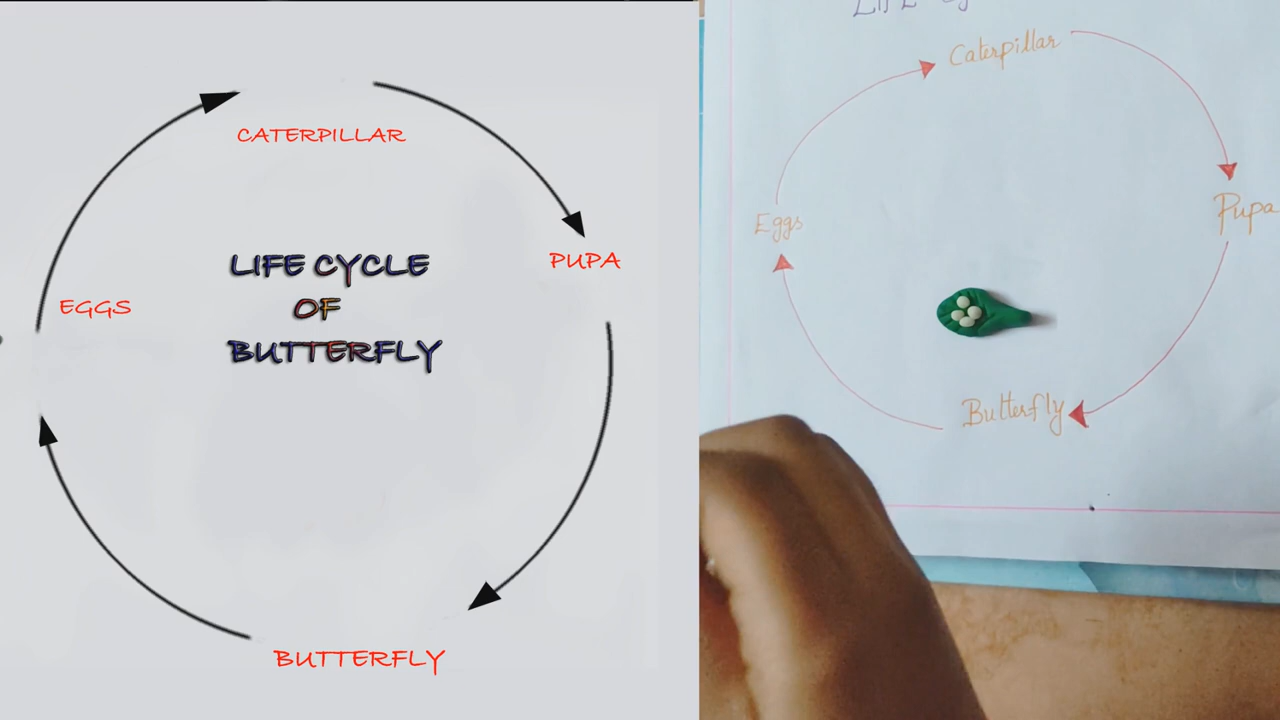 CATERPILLAR
LIFE CYCLE
OF
BUTTERFLY
PUPA
EGGS
BUTTERFLY
Caterpillar
Pupa
Eggs
Butterfly